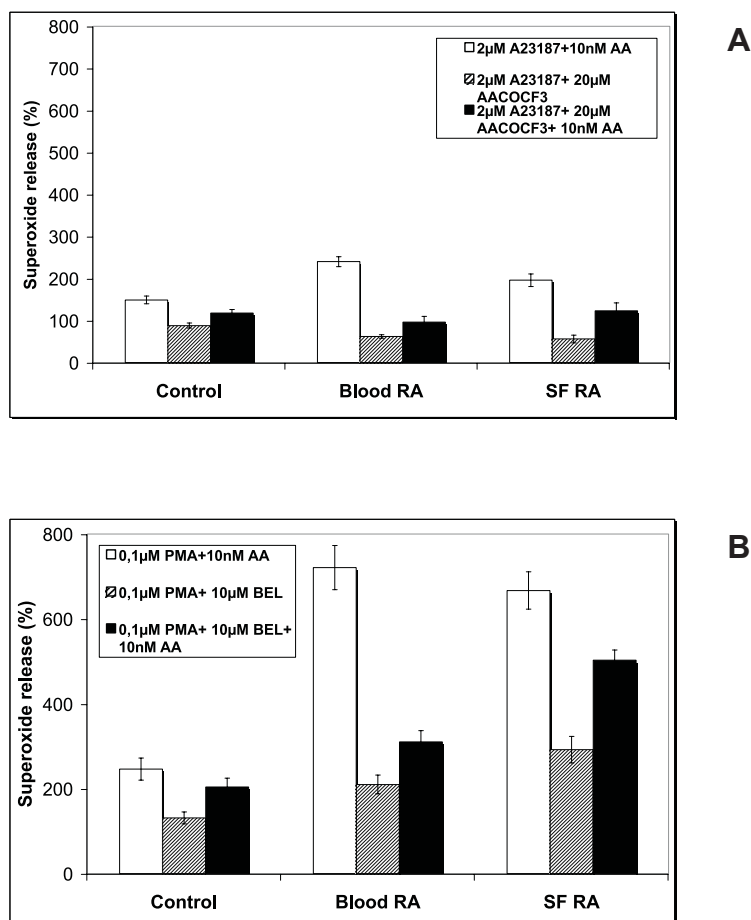 A
800
700
600
500
400
300
200
100
0
Superoxide release (%)
2µM A23187+10nM AA
2µM A23187+ 20µM
AACOCF3
2µM A23187+ 20µM
AACOCF3+ 10nM AA
Control
Blood RA
SF RA
B
800
600
400
200
0
Superoxide release (%)
0,1µM PMA+10nM AA
0,1µM PMA+ 10µM BEL
0,1µM PMA+ 10µM BEL+
10nM AA
Control
Blood RA
SF RA